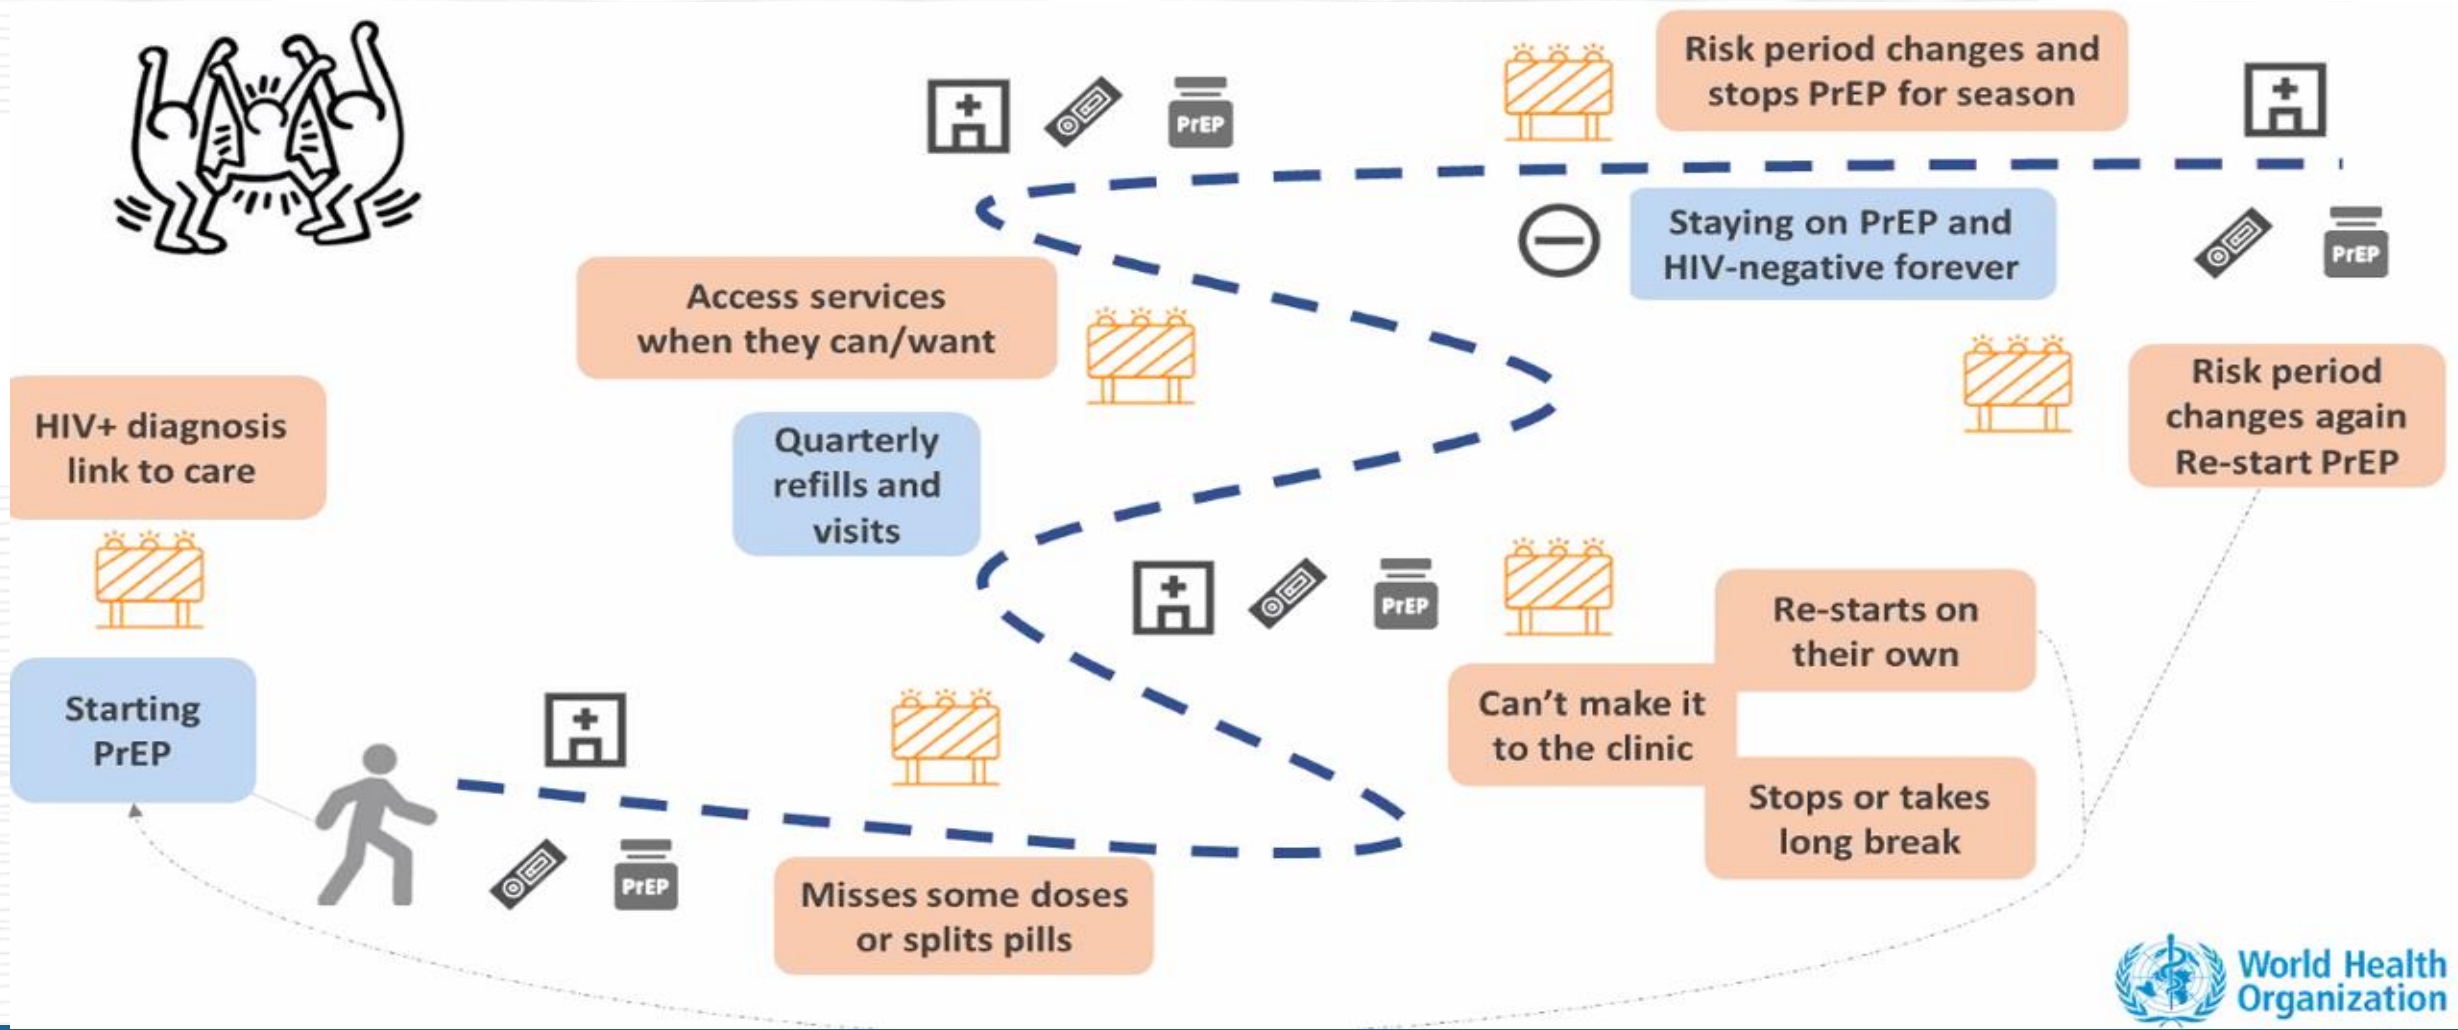 Risk period changes and
stops PrEP for season
PrEP
Staying on PrEP and
HIV-negative forever
PrEP
Access services
when they can/want
Risk period
changes again
Re-start PrEP
HIV+ diagnosis
link to care
Quarterly
refills and
visits
PrEP
Re-starts on
their own
Can't make it
to the clinic
Stops or takes
long break
Starting
PrEP
PrEP
Misses some doses
or splits pills
World Health
Organization